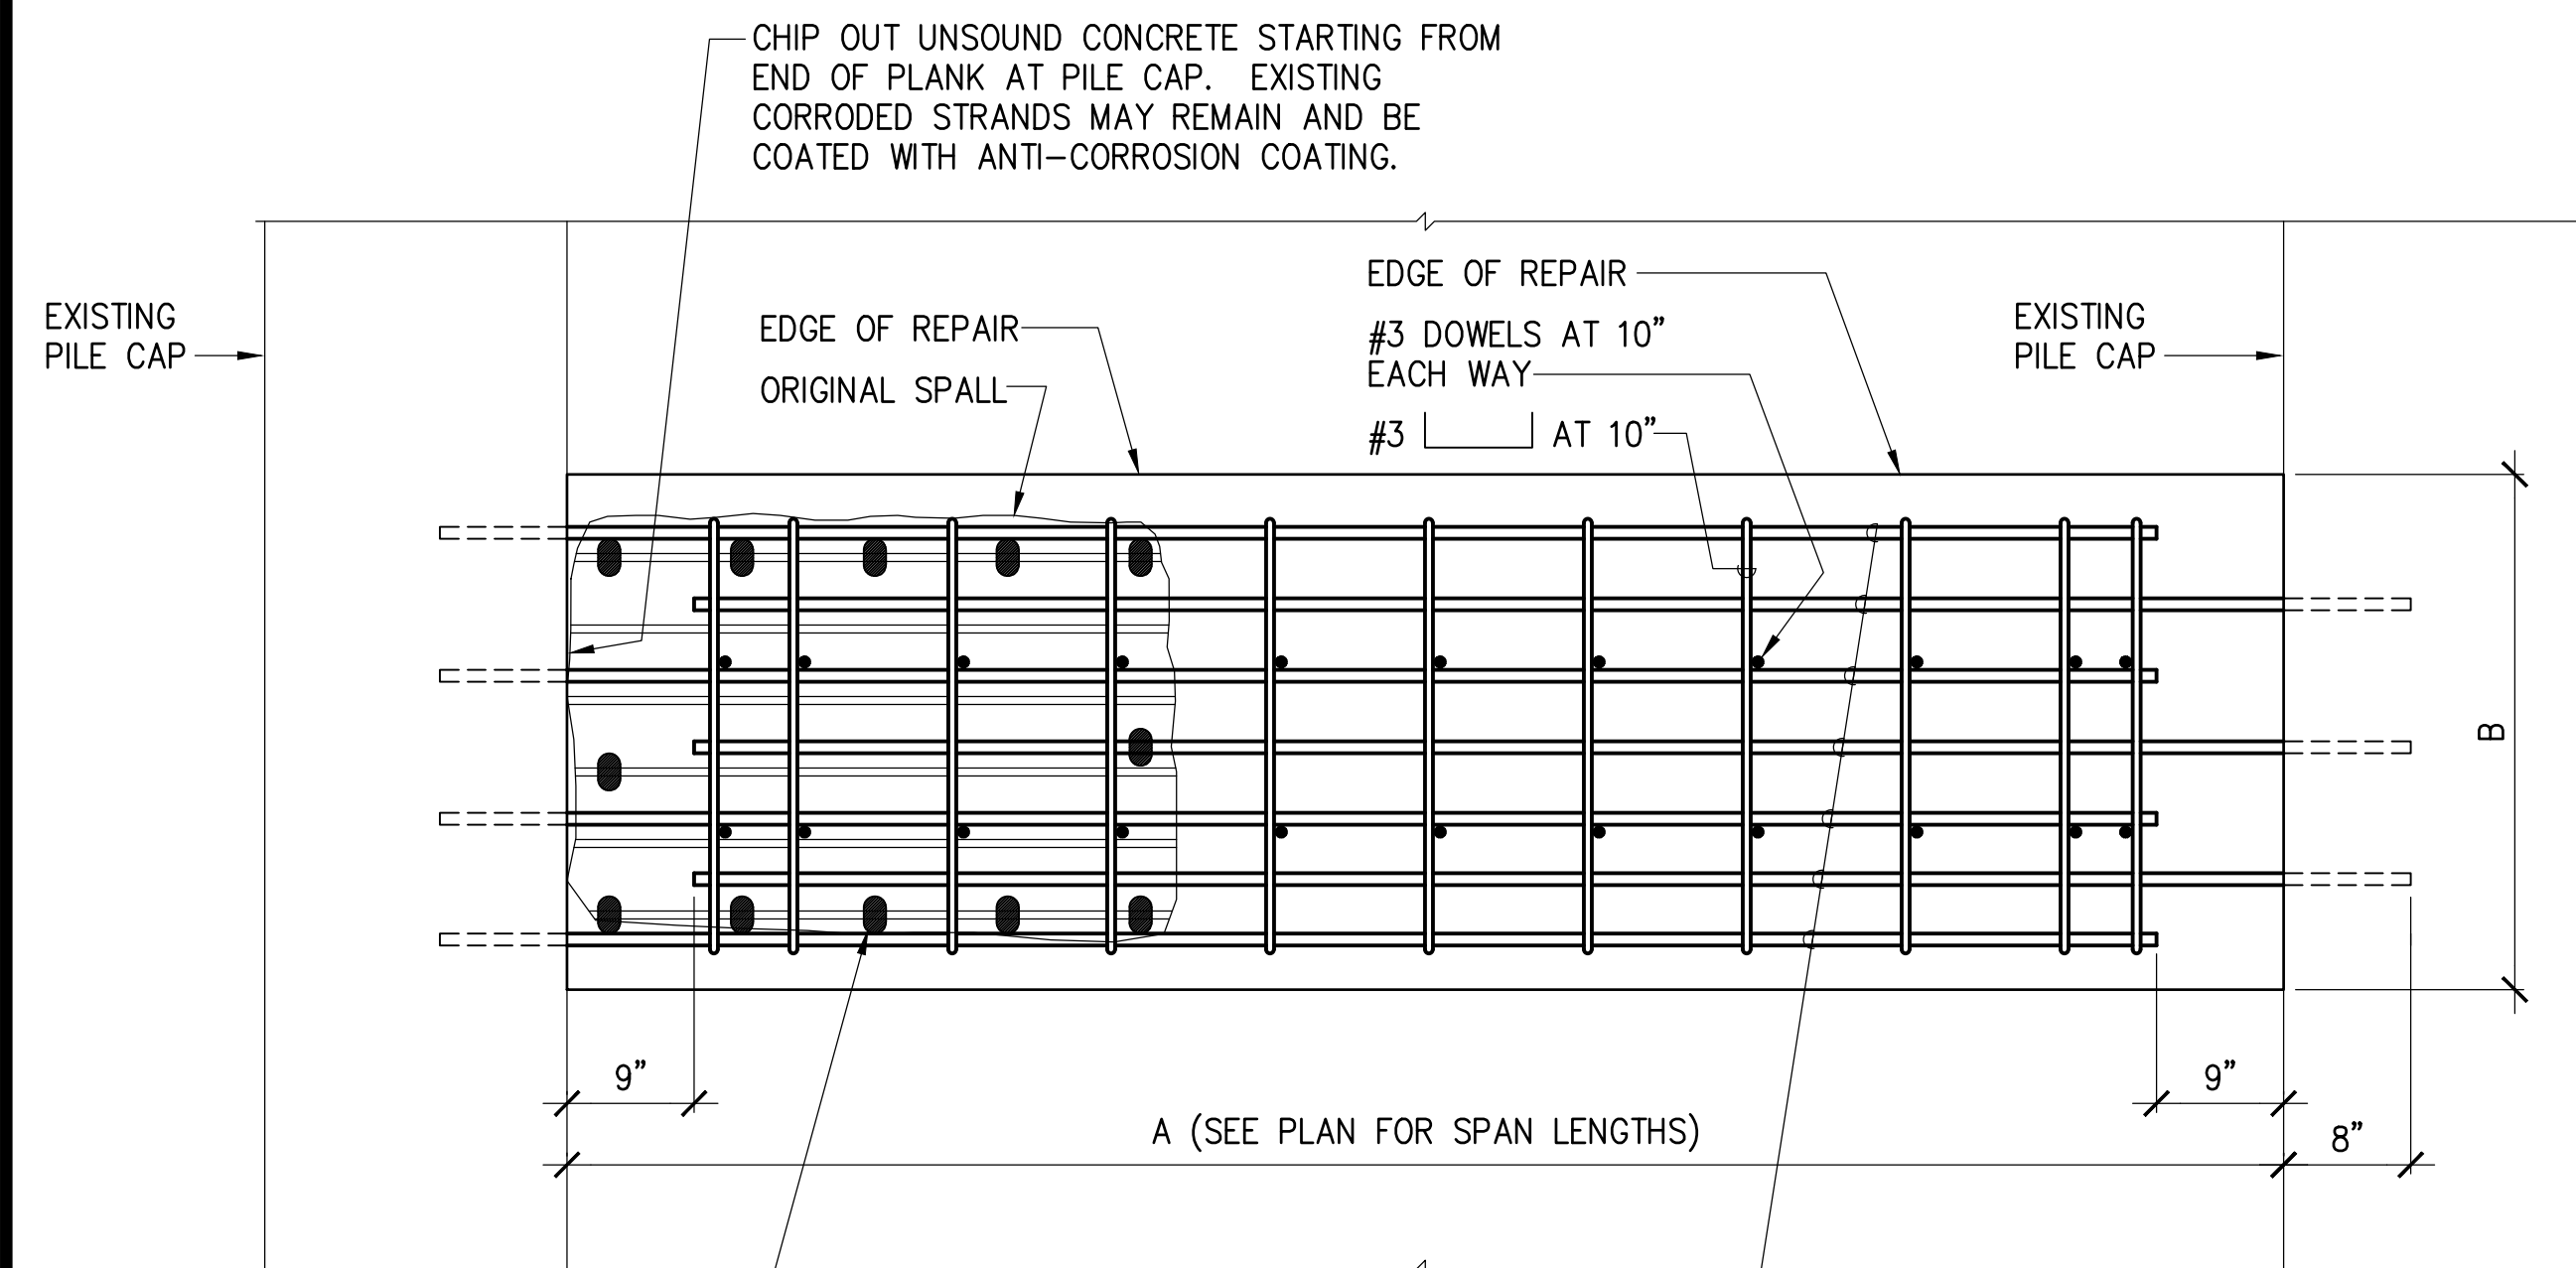 CHIP OUT UNSOUND CONCRETE STARTING FROM
END OF PLANK AT PILE CAP. EXISTING
CORRODED STRANDS MAY REMAIN AND BE
COATED WITH ANTI-CORROSION COATING.
EXISTING
PILE CAP
EDGE OF REPAIR
ORIGINAL SPALL
EDGE OF REPAIR
#3 DOWELS AT 10"
EACH WAY
#3 AT 10"
EXISTING
PILE CAP
B
9"
9"
A (SEE PLAN FOR SPAN LENGTHS)
8"